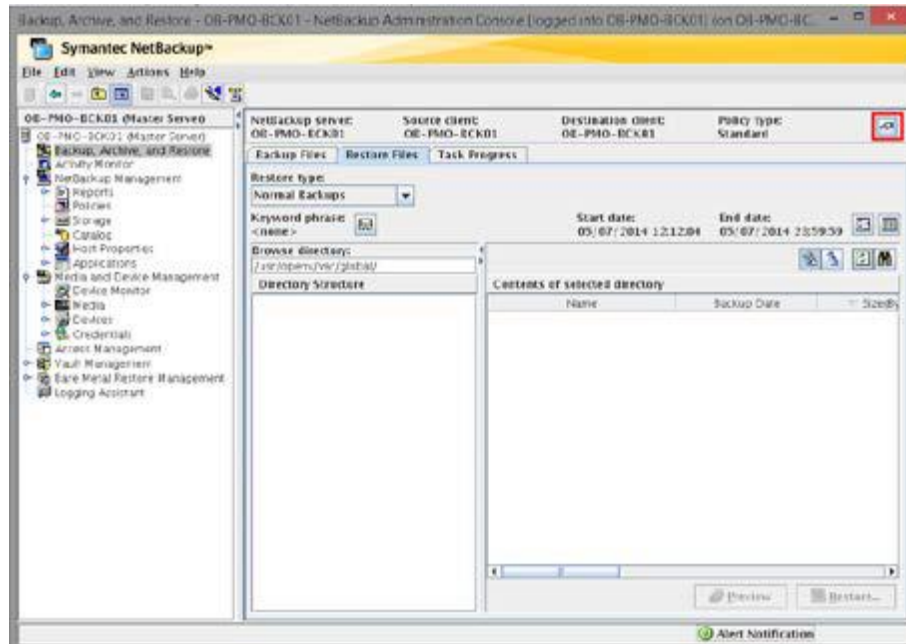 Backup, Archive, and Restore - OB-PMO-BCK01 - NetBackup Administration Console [logged into OB-PMO-BCK01] (on OB-PMO-BC...
Symantec NetBackup™
File Edit View Actions Help
OB-PMO-BCK01 (Master Server)
OB-PMO-BCK01 (Master Server)
Backup, Archive, and Restore
Activity Monitor
NetBackup Management
Reports
Policies
Storage
Catalog
Host Properties
Applications
Media and Device Management
Device Monitor
Media
Devices
Credentials
Access Management
Vault Management
Bare Metal Restore Management
Logging Assistant
NetBackup server: Source client: Destination client: Policy type:
OB-PMO-BCK01 OB-PMO-BCK01 OB-PMO-BCK01 Standard
Backup Files Restore Files Task Progress
Restore type:
Normal Backups
Keyword phrase: Start date: End date:
<none> 05/07/2014 12:12:04 05/07/2014 23:59:59
Browse directory:
/usr/openv/var/global/
Directory Structure Contents of selected directory
Name Backup Date Size(By
Preview Restore...
Alert Notification